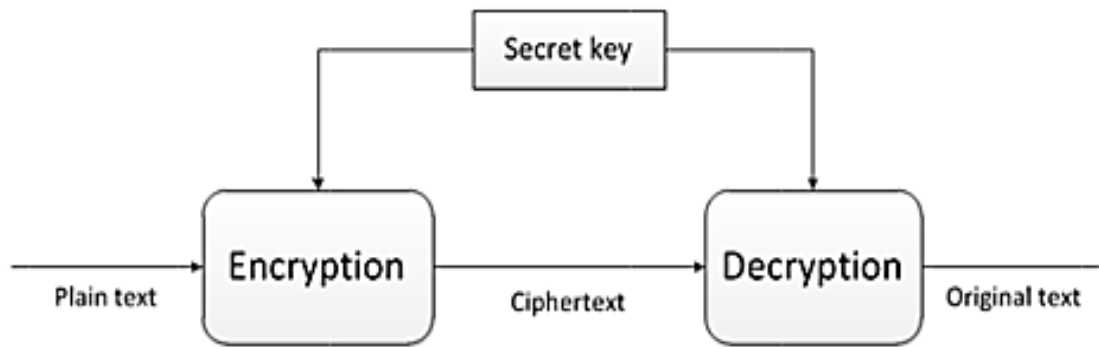 Secret key
Encryption
Decryption
Plain text
Ciphertext
Original text